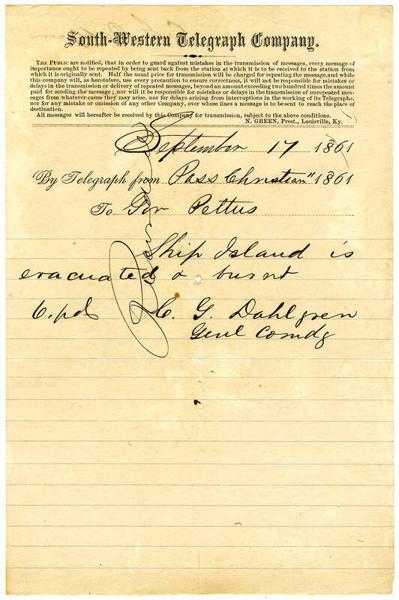 South-Western Telegraph Company.
THE PUBLIC are notified, that in order to guard against mistakes in the transmission of messages, every message of
importance ought to be repeated by being sent back from the station at which it is to be received to the station from
which it is originally sent. Half the usual price for transmission will be charged for repeating the message, and while
this company will, as heretofore, use every precaution to ensure correctness, it will not be responsible for mistakes or
delays in the transmission or delivery of repeated messages, beyond an amount exceeding two hundred times the amount
paid for sending the message; nor will it be responsible for mistakes or delays in the transmission of unrepeated mes-
sages from whatever cause they may arise, nor for delays arising from interruptions in the working of its Telegraphs,
nor for any mistake or omission of any other Company, over whose lines a message is to be sent to reach the place of
destination.
All messages will hereafter be received by this Company for transmission, subject to the above conditions.
N. GREEN, Prest., Louisville, Ky.
September 17 1861
By Telegraph from Pass Christian" 1861
To Gov Pettus
Ship Island is
evacuated & burnt
C. G. Dahlgren
Genl Comdg
6. pd